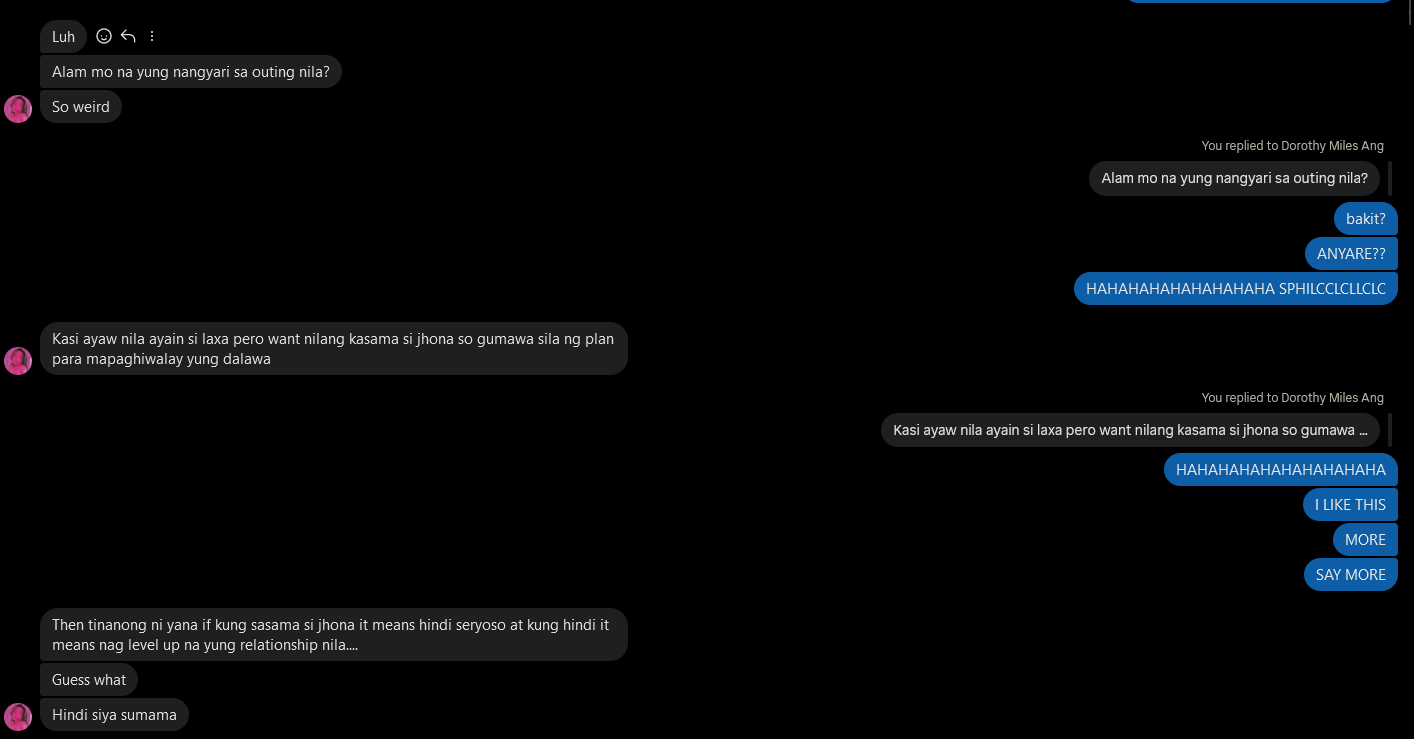 Luh
Alam mo na yung nangyari sa outing nila?
So weird
You replied to Dorothy Miles Ang
Alam mo na yung nangyari sa outing nila?
bakit?
ANYARE??
HAHAHAHAHAHAHAHAHA SPHILCCLCLLCLC
Kasi ayaw nila ayain si laxa pero want nilang kasama si jhona so gumawa sila ng plan
para mapaghiwalay yung dalawa
You replied to Dorothy Miles Ang
Kasi ayaw nila ayain si laxa pero want nilang kasama si jhona so gumawa ...
HAHAHAHAHAHAHAHAHAHA
I LIKE THIS
MORE
SAY MORE
Then tinanong ni yana if kung sasama si jhona it means hindi seryoso at kung hindi it
means nag level up na yung relationship nila....
Guess what
Hindi siya sumama